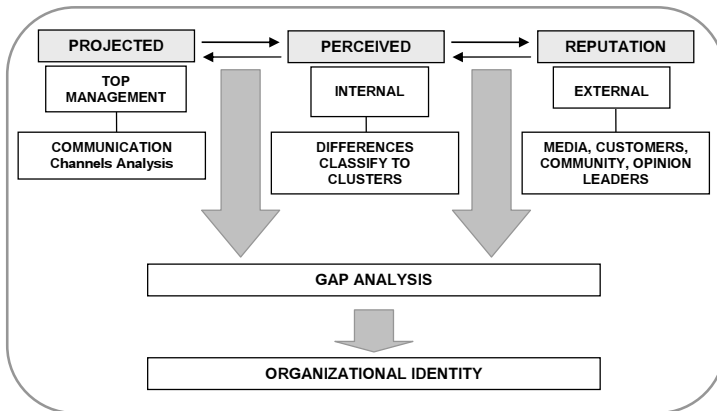 PROJECTED
PERCEIVED
REPUTATION
TOP
MANAGEMENT
INTERNAL
EXTERNAL
COMMUNICATION
Channels Analysis
DIFFERENCES
CLASSIFY TO
CLUSTERS
MEDIA, CUSTOMERS,
COMMUNITY, OPINION
LEADERS
GAP ANALYSIS
ORGANIZATIONAL IDENTITY